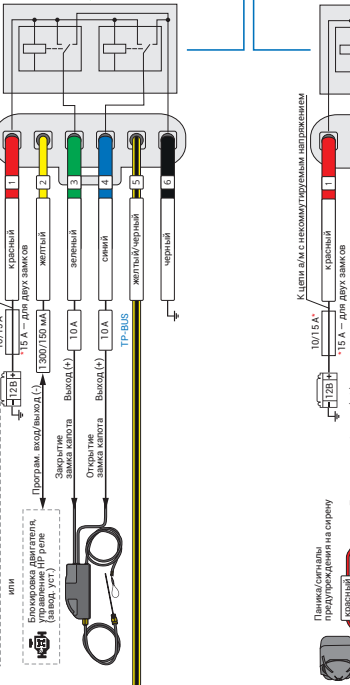 1
красный
10/15 А*
*15 А — для двух замков
12В
+
или
2
желтый
1300/150 мА
Програм. вход/выход (-)
Блокировка двигателя,
управление НР реле
(завод. уст.)
3
зеленый
10 А
Выход (+)
Закрытие
замка капота
4
синий
10 А
Выход (+)
Открытие
замка капота
5
желтый/черный
TP-BUS
6
черный
К цепи а/м с некоммутируемым напряжением
1
красный
10/15 А*
*15 А — для двух замков
12В
+
Паника/сигналы
предупреждения на сирену
красный